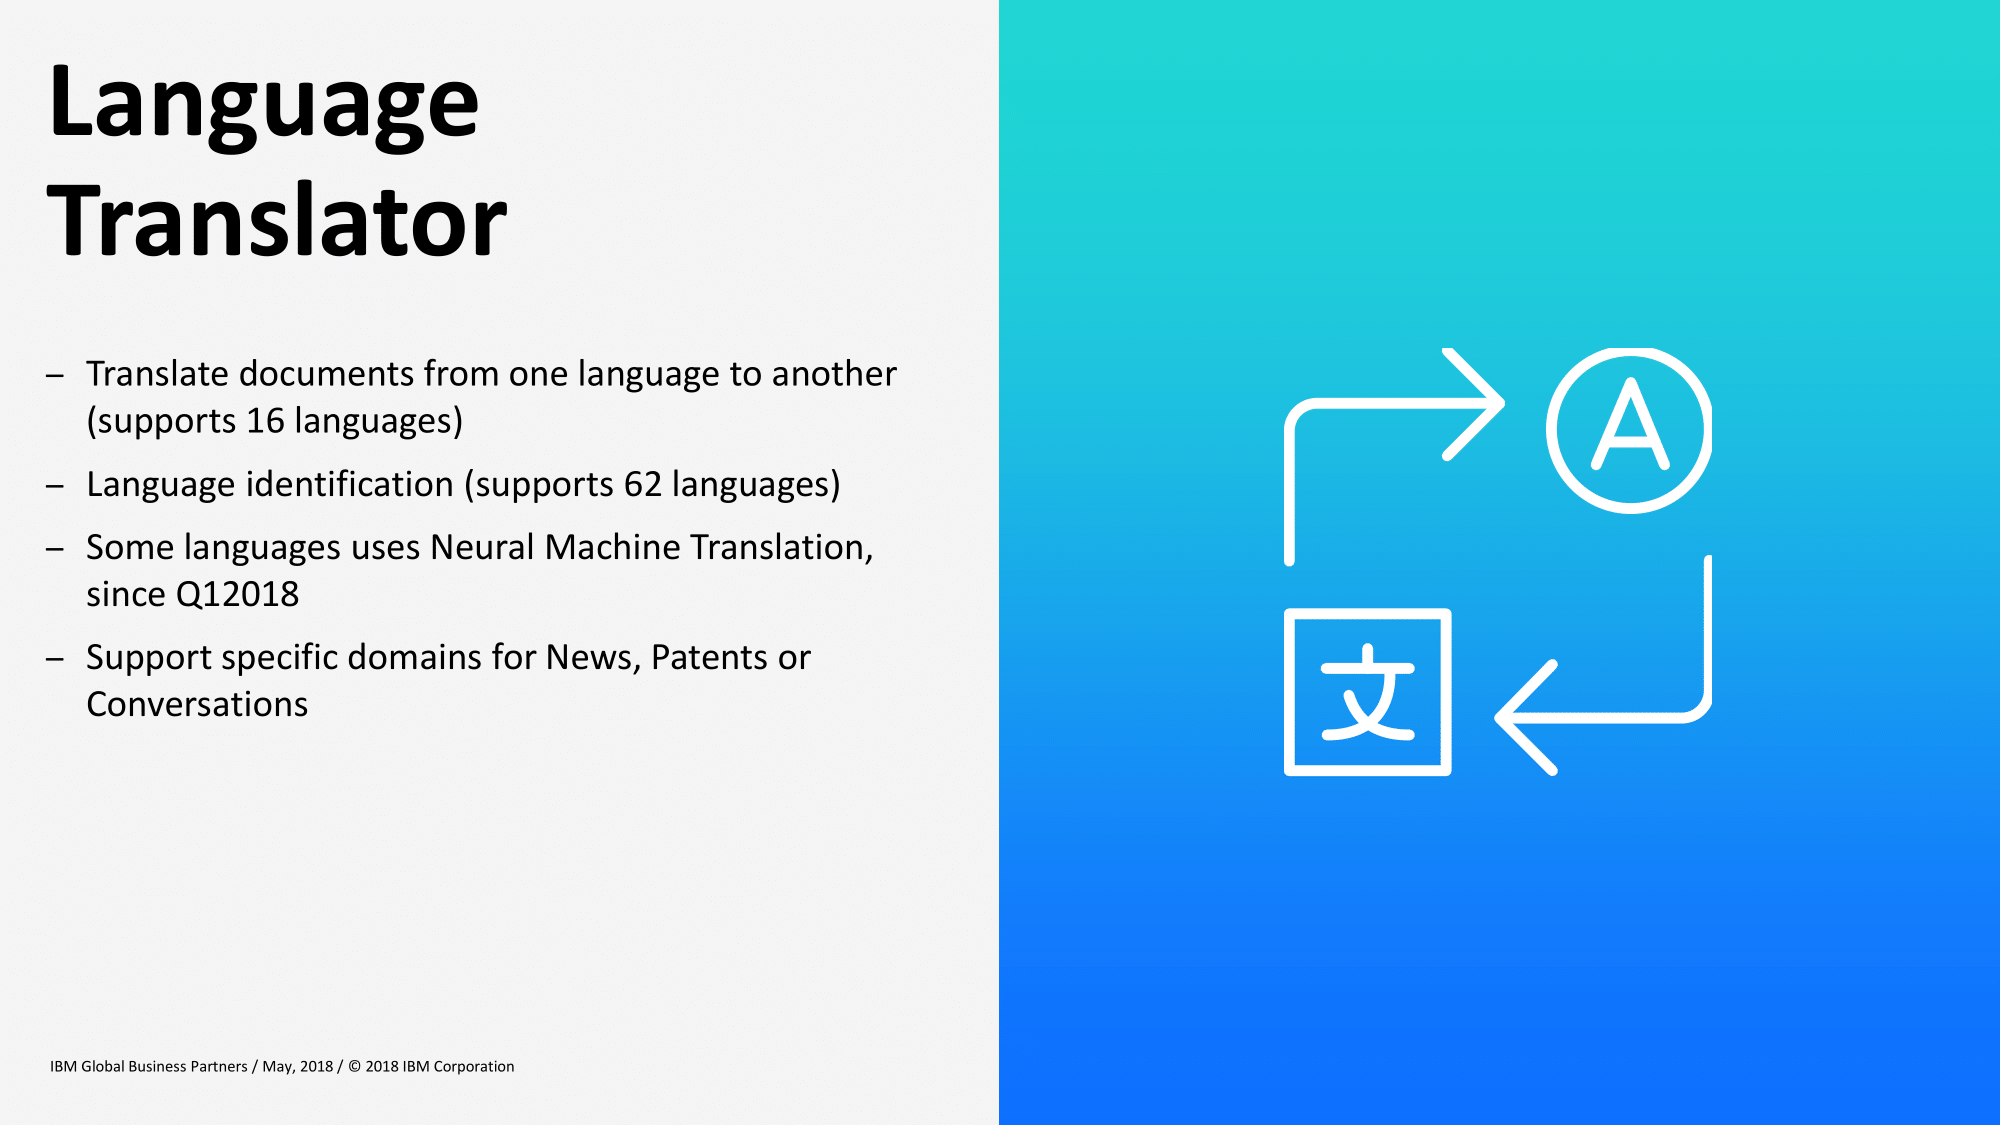 Language
Translator
– Translate documents from one language to another
(supports 16 languages)
– Language identification (supports 62 languages)
– Some languages uses Neural Machine Translation,
since Q12018
– Support specific domains for News, Patents or
Conversations
A
文
IBM Global Business Partners / May, 2018 / © 2018 IBM Corporation